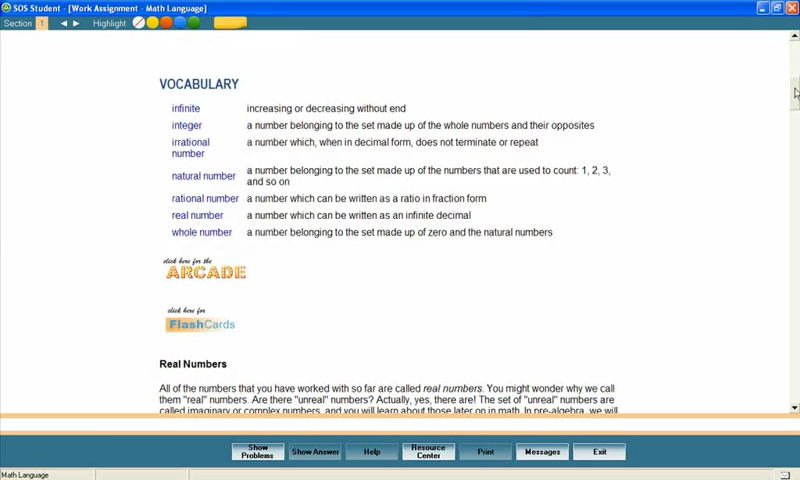 SOS Student - [Work Assignment - Math Language]
Section 1 Highlight
VOCABULARY
infinite increasing or decreasing without end
integer a number belonging to the set made up of the whole numbers and their opposites
irrational number a number which, when in decimal form, does not terminate or repeat
natural number a number belonging to the set made up of the numbers that are used to count: 1, 2, 3,
and so on
rational number a number which can be written as a ratio in fraction form
real number a number which can be written as an infinite decimal
whole number a number belonging to the set made up of zero and the natural numbers
click here for the
ARCADE
click here for
FlashCards
Real Numbers
All of the numbers that you have worked with so far are called real numbers. You might wonder why we call
them "real" numbers. Are there "unreal" numbers? Actually, yes, there are! The set of "unreal" numbers are
called imaginary or complex numbers, and you will learn about those later on in math. In pre-algebra, we will
Show Problems Show Answer Help Resource Center Print Messages Exit
Math Language